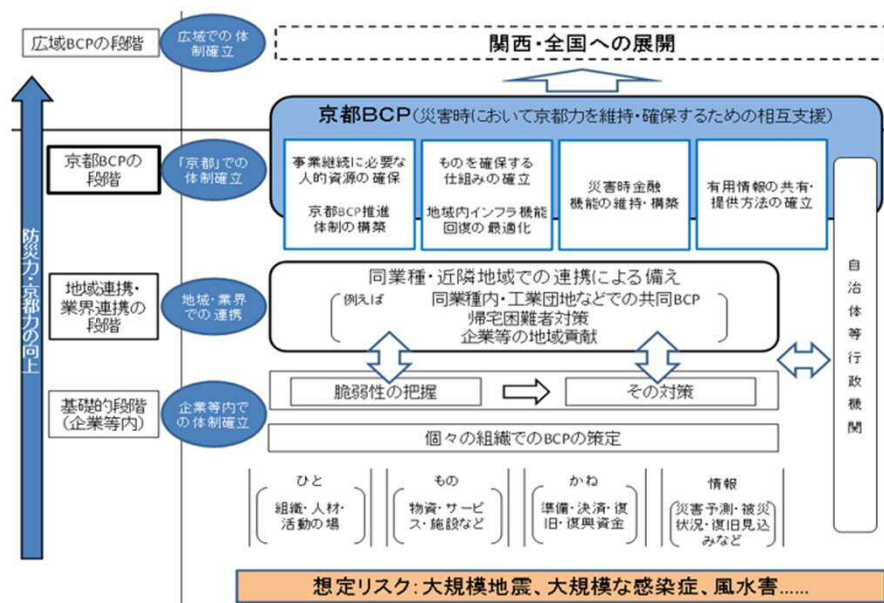 広域BCPの段階
広域での体
制確立
関西・全国への展開
京都BCP(災害時において京都力を維持・確保するための相互支援)
京都BCPの
段階
「京都」での
体制確立
事業継続に必要な
人的資源の確保
京都BCP推進
体制の構築
ものを確保する
仕組みの確立
地域内インフラ機能
回復の最適化
災害時金融
機能の維持・構築
有用情報の共有・
提供方法の確立
防災力・京都力の向上
地域連携・
業界連携の
段階
地域・業界
での連携
同業種・近隣地域での連携による備え
例えば 同業種内・工業団地などでの共同BCP
帰宅困難者対策
企業等の地域貢献
自治体等行政機関
基礎的段階
(企業等内)
企業等内で
の体制確立
脆弱性の把握
その対策
個々の組織でのBCPの策定
ひと
組織・人材・
活動の場
もの
物資・サービ
ス・施設など
かね
準備・決済・復
旧・復興資金
情報
災害予測・被災
状況・復旧見込
みなど
想定リスク:大規模地震、大規模な感染症、風水害……